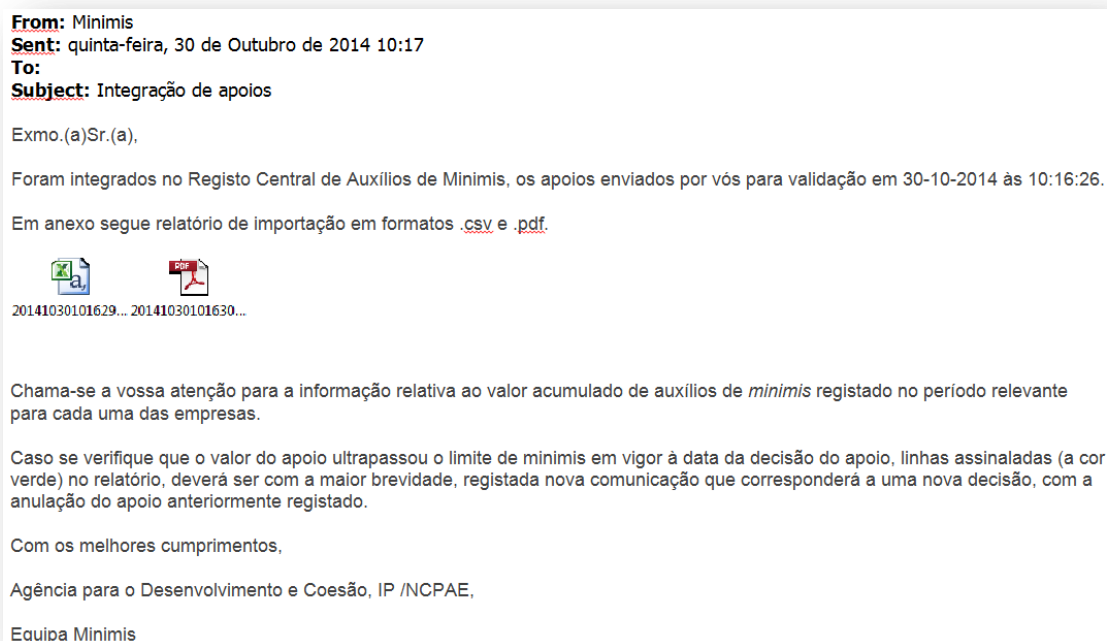 From: Minimis
Sent: quinta-feira, 30 de Outubro de 2014 10:17
To:
Subject: Integração de apoios
Exmo.(a)Sr.(a),
Foram integrados no Registo Central de Auxílios de Minimis, os apoios enviados por vós para validação em 30-10-2014 às 10:16:26.
Em anexo segue relatório de importação em formatos .csv e .pdf.
a,
PDF
20141030101629... 20141030101630...
Chama-se a vossa atenção para a informação relativa ao valor acumulado de auxílios de minimis registado no período relevante
para cada uma das empresas.
Caso se verifique que o valor do apoio ultrapassou o limite de minimis em vigor à data da decisão do apoio, linhas assinaladas (a cor
verde) no relatório, deverá ser com a maior brevidade, registada nova comunicação que corresponderá a uma nova decisão, com a
anulação do apoio anteriormente registado.
Com os melhores cumprimentos,
Agência para o Desenvolvimento e Coesão, IP /NCPAE,
Equipa Minimis